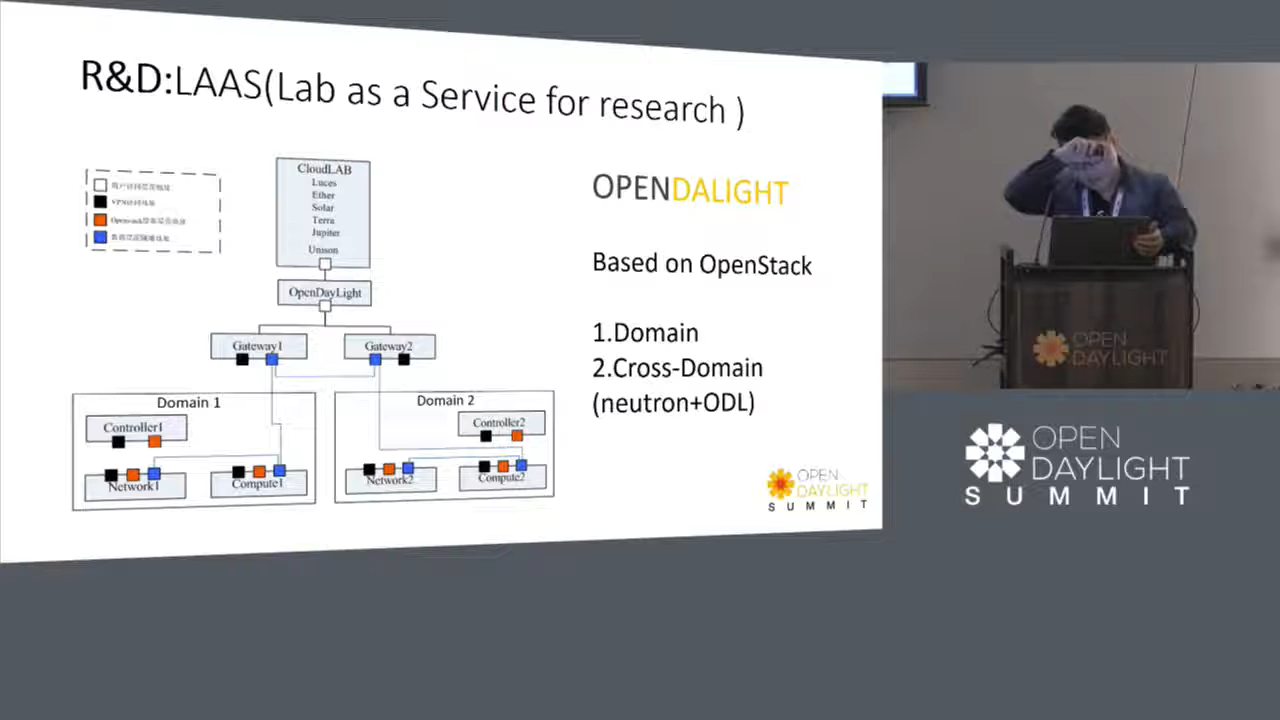 R&D:LAAS(Lab as a Service for research )
CloudLAB
Luces
Ether
Solar
Terra
Jupiter
Unison
OpenDayLight
Gateway1
Gateway2
Domain 1
Controller1
Network1
Compute1
Domain 2
Controller2
Network2
Compute2
OPENDALIGHT
Based on OpenStack
1.Domain
2.Cross-Domain
(neutron+ODL)
OPEN
DAYLIGHT
SUMMIT
OPEN
DAYLIGHT
OPEN
DAYLIGHT
SUMMIT